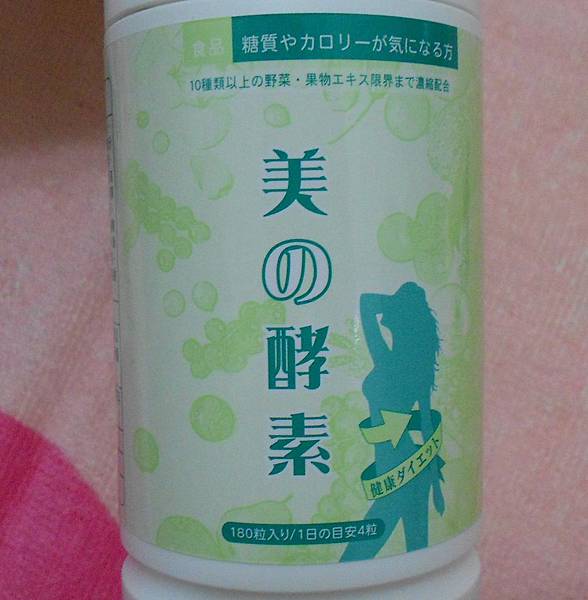 食品 糖質やカロリーが気になる方
10種類以上の野菜・果物エキス限界まで濃縮配合
美の酵素
健康ダイエット
180粒入り/1日の目安4粒